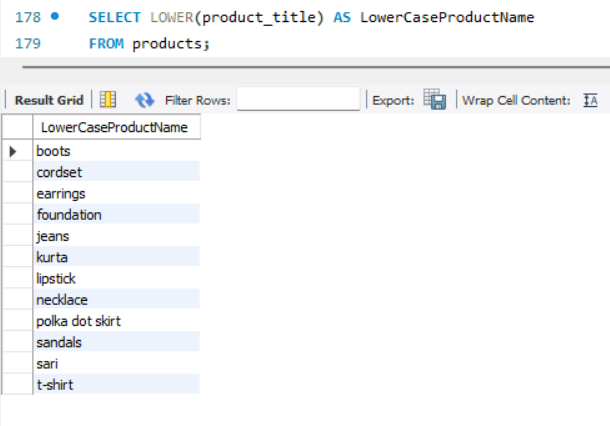 178 SELECT LOWER(product_title) AS LowerCaseProductName
179 FROM products;
Result Grid Filter Rows: Export: Wrap Cell Content: IA
LowerCaseProductName
boots
cordset
earrings
foundation
jeans
kurta
lipstick
necklace
polka dot skirt
sandals
sari
t-shirt